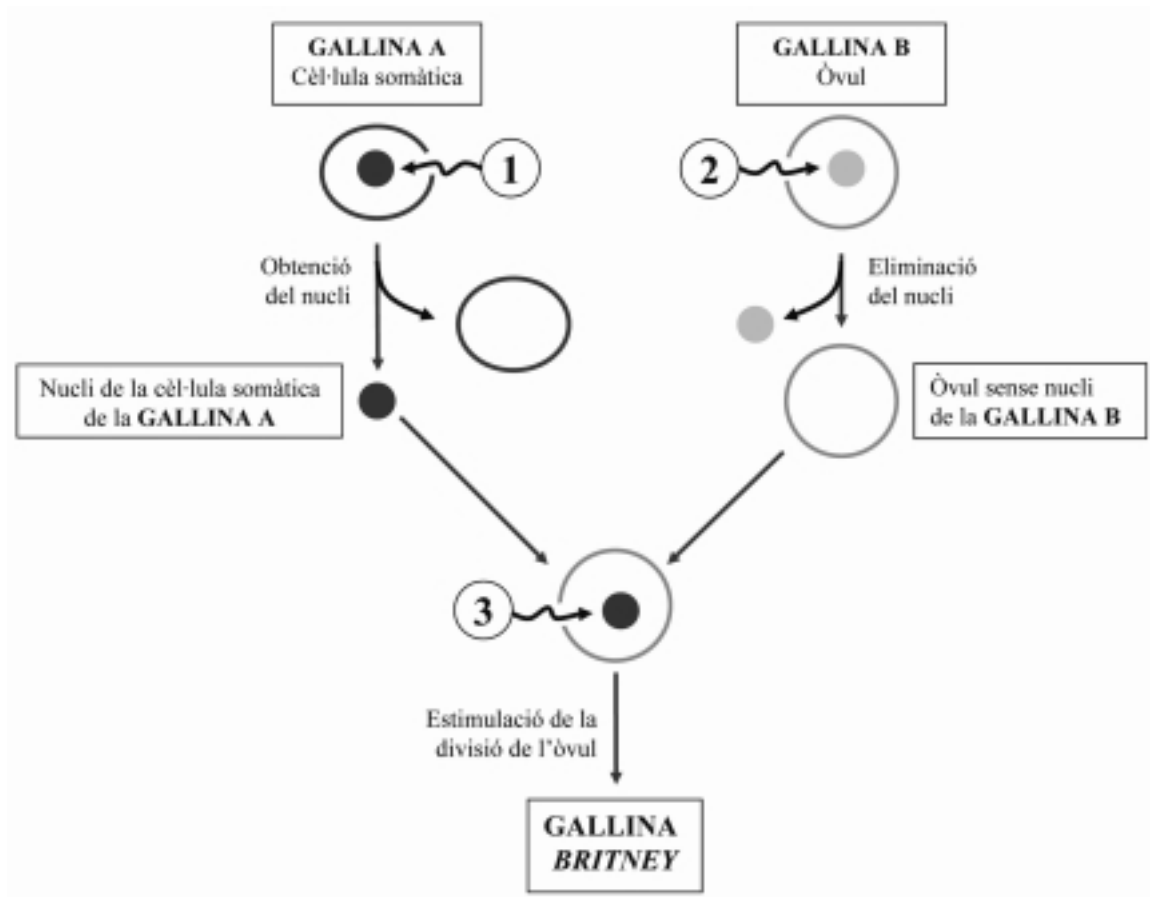 GALLINA A
Cèl·lula somàtica
GALLINA B
Òvul
1
2
Obtenció
del nucli
Eliminació
del nucli
Nucli de la cèl·lula somàtica
de la GALLINA A
Òvul sense nucli
de la GALLINA B
3
Estimulació de la
divisió de l'òvul
GALLINA
BRITNEY